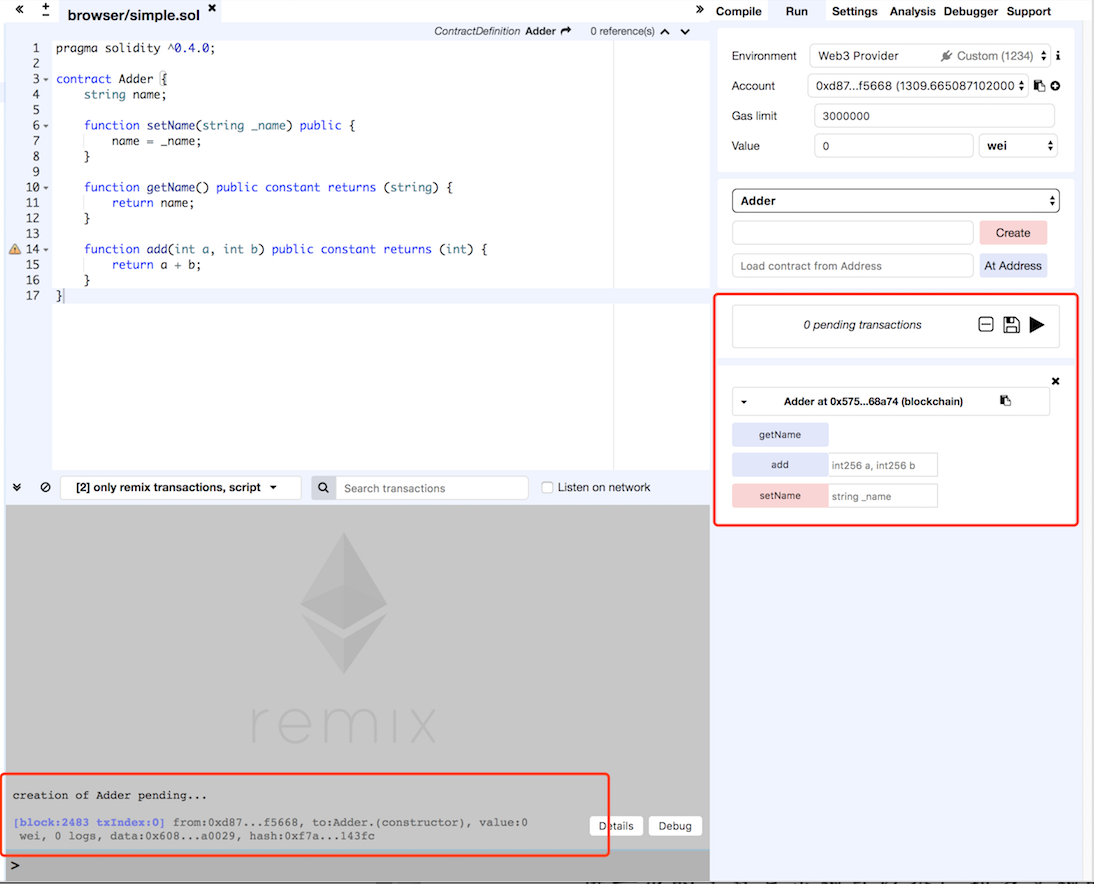 browser/simple.sol
ContractDefinition Adder 0 reference(s)
1 pragma solidity ^0.4.0;
2
3 contract Adder {
4 string name;
5
6 function setName(string _name) public {
7 name = _name;
8 }
9
10 function getName() public constant returns (string) {
11 return name;
12 }
13
14 function add(int a, int b) public constant returns (int) {
15 return a + b;
16 }
17 }
[2] only remix transactions, script
Search transactions
Listen on network
remix
creation of Adder pending...
[block:2483 txIndex:0] from:0xd87...f5668, to:Adder.(constructor), value:0
wei, 0 logs, data:0x608...a0029, hash:0xf7a...143fc
Details
Debug
>
Compile Run Settings Analysis Debugger Support
Environment Web3 Provider Custom (1234)
Account 0xd87...f5668 (1309.665087102000
Gas limit 3000000
Value 0 wei
Adder
Create
Load contract from Address At Address
0 pending transactions
Adder at 0x575...68a74 (blockchain)
getName
add int256 a, int256 b
setName string _name